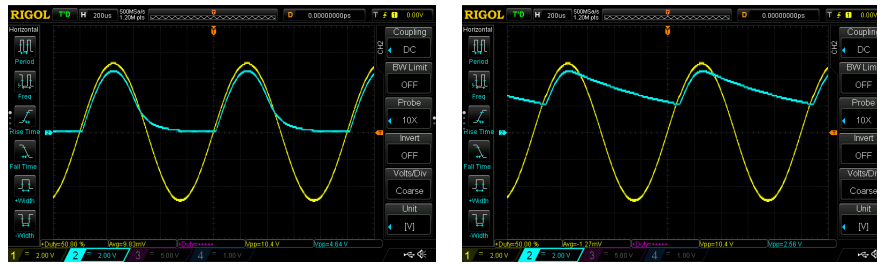 RIGOL T'D H 200us 500MSa/s 1.20M pts D 0.00000000ps T 0.00V
Horizontal
Period
Freq
Rise Time
Fall Time
+Width
-Width
Coupling
DC
BW Limit
OFF
Probe
10X
Invert
OFF
Volts/Div
Coarse
Unit
[V]
CH2
+Duty=50.00 % Avg=9.83mV +Duty=***** Vpp=10.4 V Vpp=4.64 V
1 = 2.00 V 2 = 2.00 V 3 = 5.00 V 4 = 1.00 V
RIGOL T'D H 200us 500MSa/s 1.20M pts D 0.00000000ps T 0.00V
Horizontal
Period
Freq
Rise Time
Fall Time
+Width
-Width
Coupling
DC
BW Limit
OFF
Probe
10X
Invert
OFF
Volts/Div
Coarse
Unit
[V]
CH2
+Duty=50.00 % Avg=-1.27mV +Duty=***** Vpp=10.4 V Vpp=2.56 V
1 = 2.00 V 2 = 2.00 V 3 = 5.00 V 4 = 1.00 V